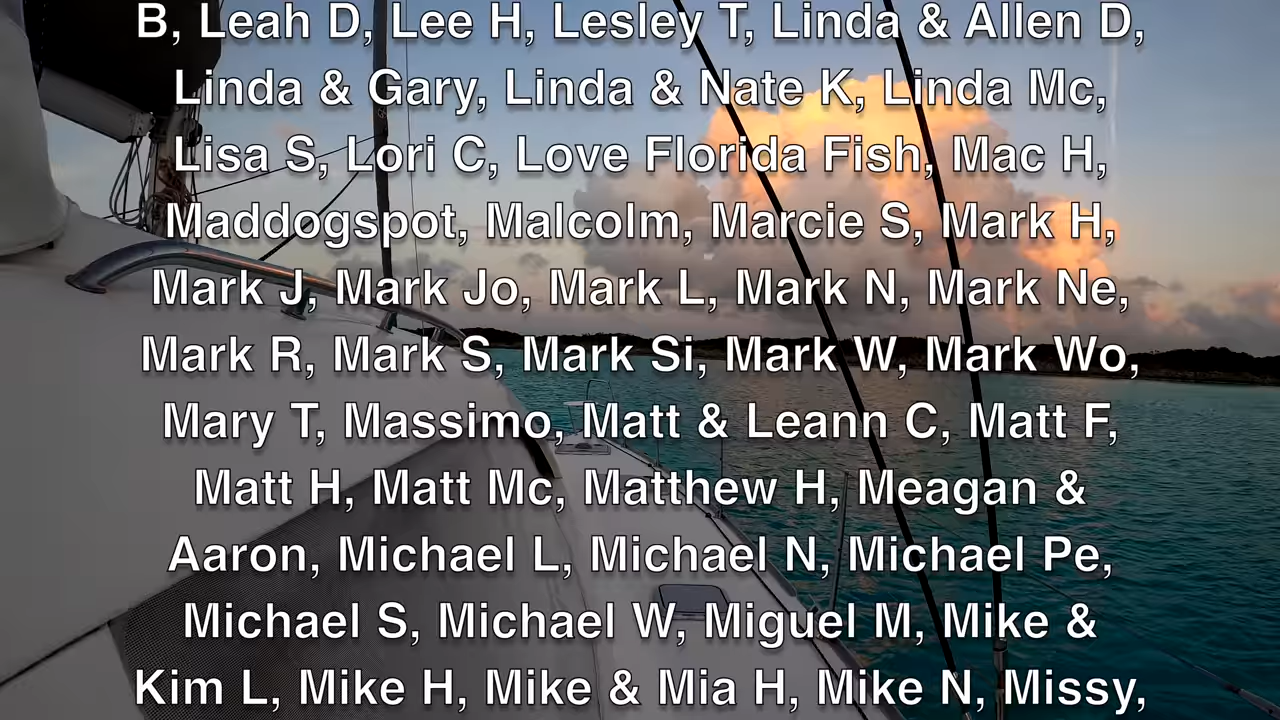 B, Leah D, Lee H, Lesley T, Linda & Allen D,
Linda & Gary, Linda & Nate K, Linda Mc,
Lisa S, Lori C, Love Florida Fish, Mac H,
Maddogspot, Malcolm, Marcie S, Mark H,
Mark J, Mark Jo, Mark L, Mark N, Mark Ne,
Mark R, Mark S, Mark Si, Mark W, Mark Wo,
Mary T, Massimo, Matt & Leann C, Matt F,
Matt H, Matt Mc, Matthew H, Meagan &
Aaron, Michael L, Michael N, Michael Pe,
Michael S, Michael W, Miguel M, Mike &
Kim L, Mike H, Mike & Mia H, Mike N, Missy,